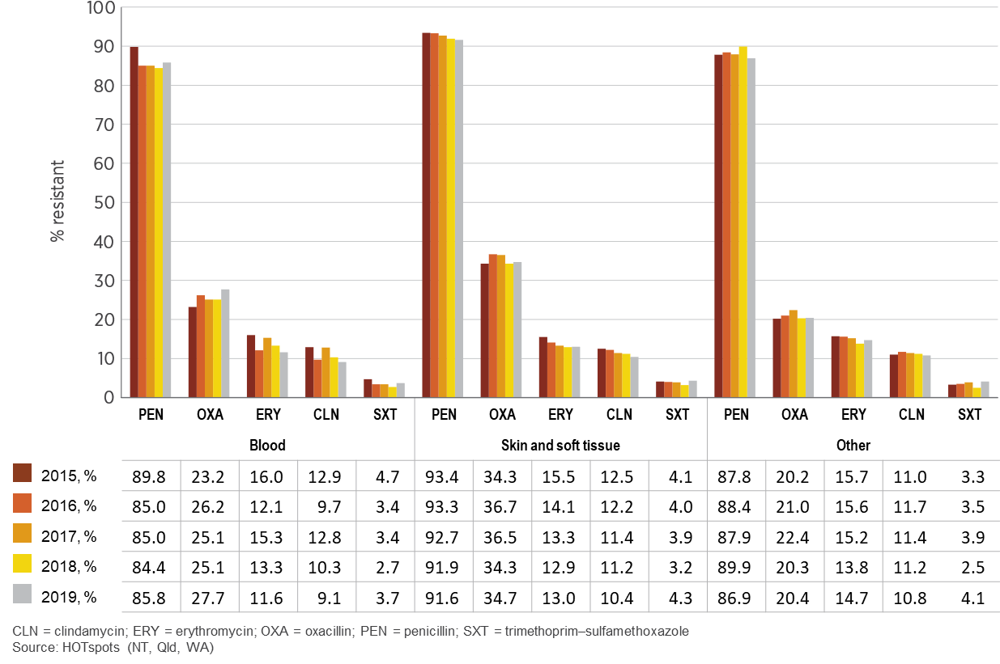 100
90
80
70
60
50
40
30
20
10
0
% resistant
PEN OXA ERY CLN SXT PEN OXA ERY CLN SXT PEN OXA ERY CLN SXT
Blood Skin and soft tissue Other
2015, % 89.8 23.2 16.0 12.9 4.7 93.4 34.3 15.5 12.5 4.1 87.8 20.2 15.7 11.0 3.3
2016, % 85.0 26.2 12.1 9.7 3.4 93.3 36.7 14.1 12.2 4.0 88.4 21.0 15.6 11.7 3.5
2017, % 85.0 25.1 15.3 12.8 3.4 92.7 36.5 13.3 11.4 3.9 87.9 22.4 15.2 11.4 3.9
2018, % 84.4 25.1 13.3 10.3 2.7 91.9 34.3 12.9 11.2 3.2 89.9 20.3 13.8 11.2 2.5
2019, % 85.8 27.7 11.6 9.1 3.7 91.6 34.7 13.0 10.4 4.3 86.9 20.4 14.7 10.8 4.1
CLN = clindamycin; ERY = erythromycin; OXA = oxacillin; PEN = penicillin; SXT = trimethoprim–sulfamethoxazole
Source: HOTspots (NT, Qld, WA)